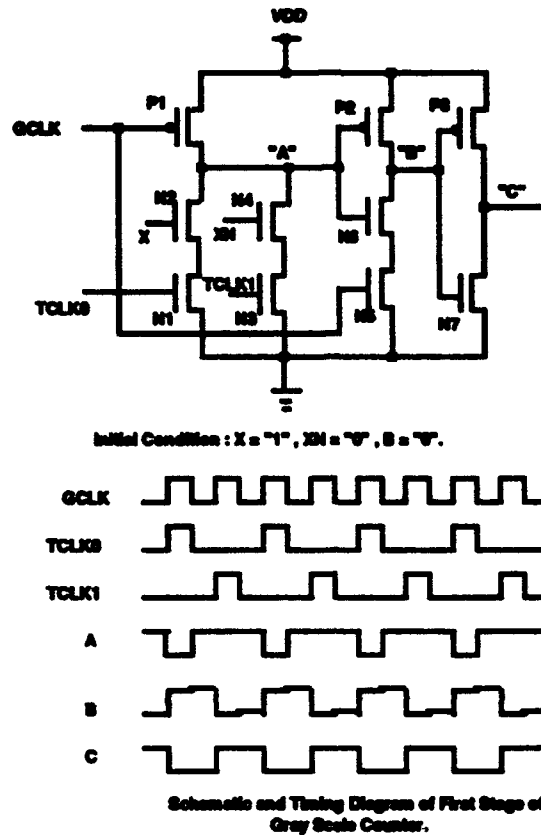 VDD
P1
P2
P3
GCLK
"A"
"B"
"C"
N2
N4
X
XN
N6
TCLK0
TCLK1
N1
N3
N5
N7
Initial Condition : X = "1" , XN = "0" , B = "0".
GCLK
TCLK0
TCLK1
A
B
C
Schematic and Timing Diagram of First Stage of
Gray Scale Counter.